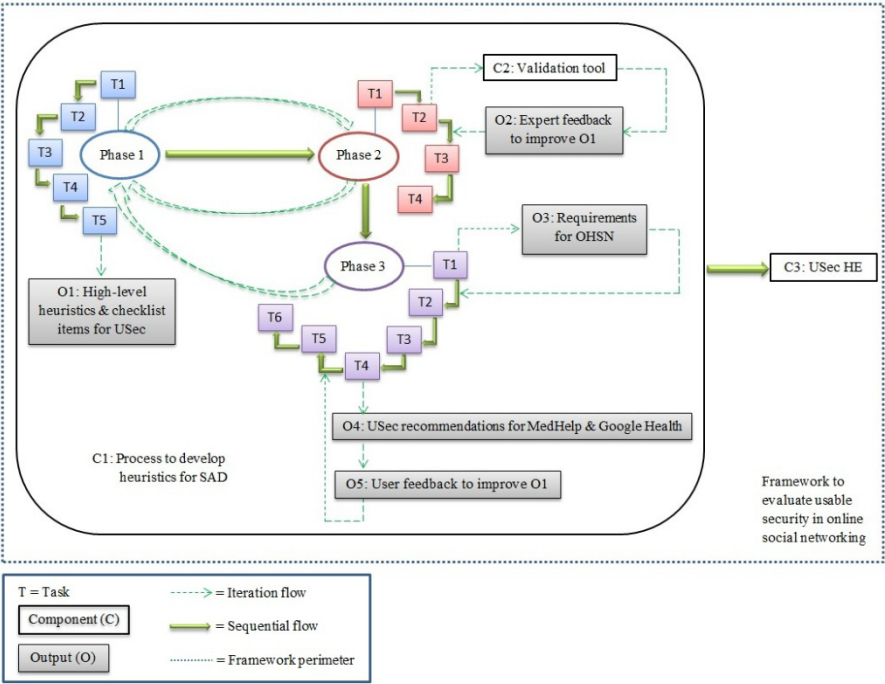 T1
T2
T3
T4
T5
Phase 1
O1: High-level
heuristics & checklist
items for USec
T1
T2
T3
T4
Phase 2
C2: Validation tool
O2: Expert feedback
to improve O1
Phase 3
T1
T2
T3
T4
T5
T6
O3: Requirements
for OHSN
O4: USec recommendations for MedHelp & Google Health
O5: User feedback to improve O1
C1: Process to develop
heuristics for SAD
C3: USec HE
Framework to
evaluate usable
security in online
social networking
T = Task
Component (C)
Output (O)
= Iteration flow
= Sequential flow
= Framework perimeter